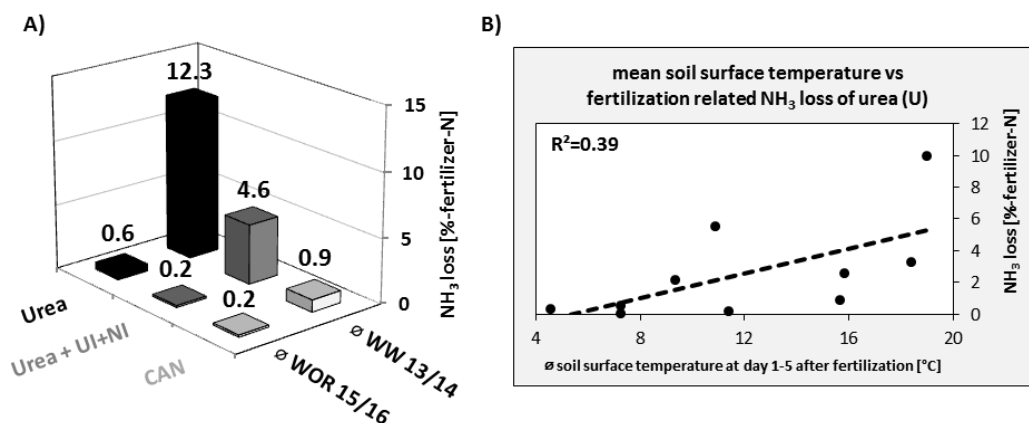 A)
12.3
4.6
0.9
0.6
0.2
0.2
15
10
5
0
NH₃ loss [%-fertilizer-N]
Urea
Urea + UI+NI
CAN
ø WOR 15/16
ø WW 13/14
B)
mean soil surface temperature vs
fertilization related NH₃ loss of urea (U)
R²=0.39
12
10
8
6
4
2
0
NH₃ loss [%-fertilizer-N]
4
8
12
16
20
ø soil surface temperature at day 1-5 after fertilization [°C]